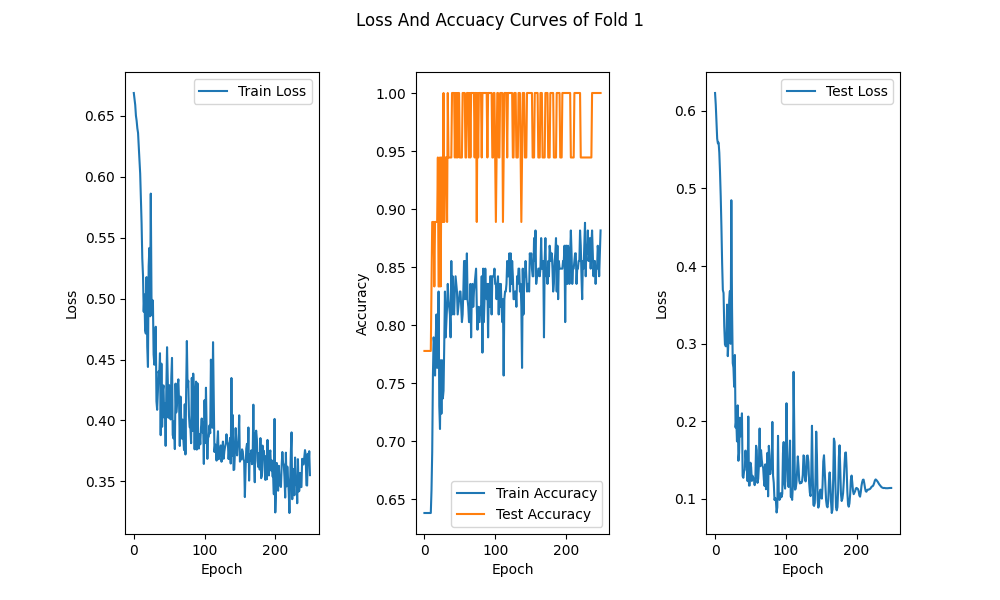 Loss And Accuacy Curves of Fold 1
Train Loss
0.65
0.60
0.55
0.50
0.45
0.40
0.35
Loss
0
100
200
Epoch
1.00
0.95
0.90
0.85
0.80
0.75
0.70
0.65
Accuracy
Train Accuracy
Test Accuracy
0
100
200
Epoch
Test Loss
0.6
0.5
0.4
0.3
0.2
0.1
Loss
0
100
200
Epoch